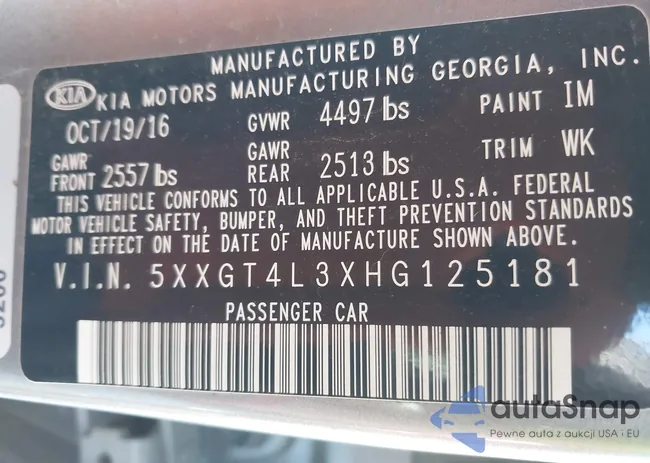 MANUFACTURED BY
KIA KIA MOTORS MANUFACTURING GEORGIA, INC.
OCT/19/16 GVWR 4497 lbs PAINT IM
GAWR FRONT 2557 lbs GAWR REAR 2513 lbs TRIM WK
THIS VEHICLE CONFORMS TO ALL APPLICABLE U.S.A. FEDERAL
MOTOR VEHICLE SAFETY, BUMPER, AND THEFT PREVENTION STANDARDS
IN EFFECT ON THE DATE OF MANUFACTURE SHOWN ABOVE.
V.I.N. 5XXGT4L3XHG125181
PASSENGER CAR
autaSnap
Pewne auta z aukcji USA i EU